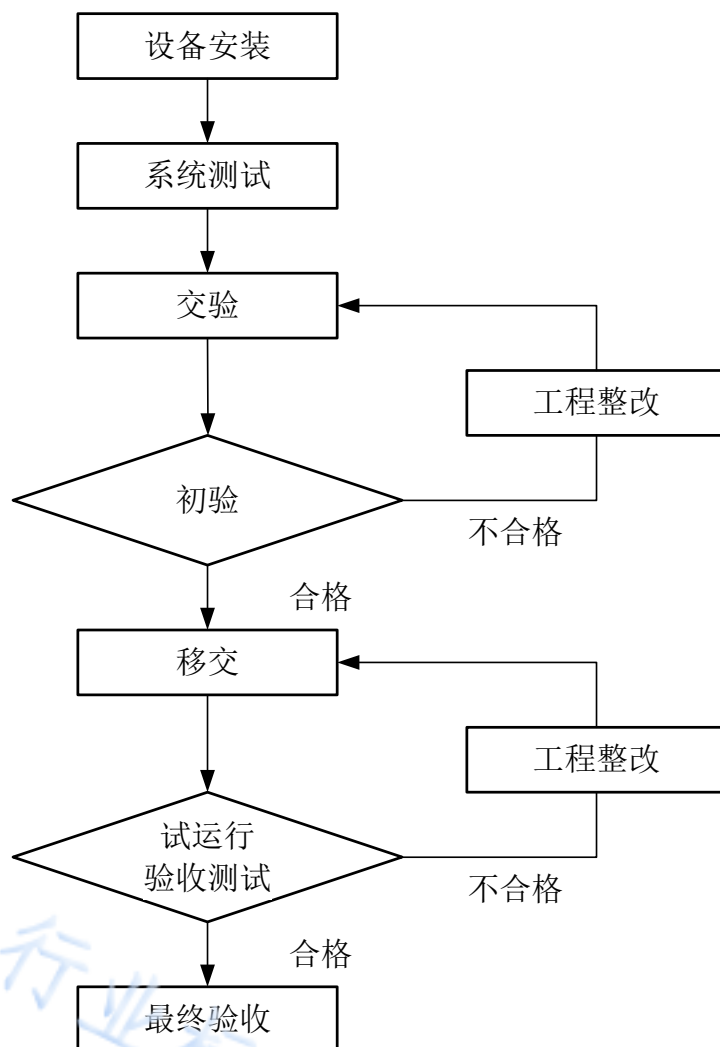 设备安装
系统测试
交验
工程整改
初验
不合格
合格
移交
工程整改
试运行
验收测试
不合格
合格
最终验收
行业